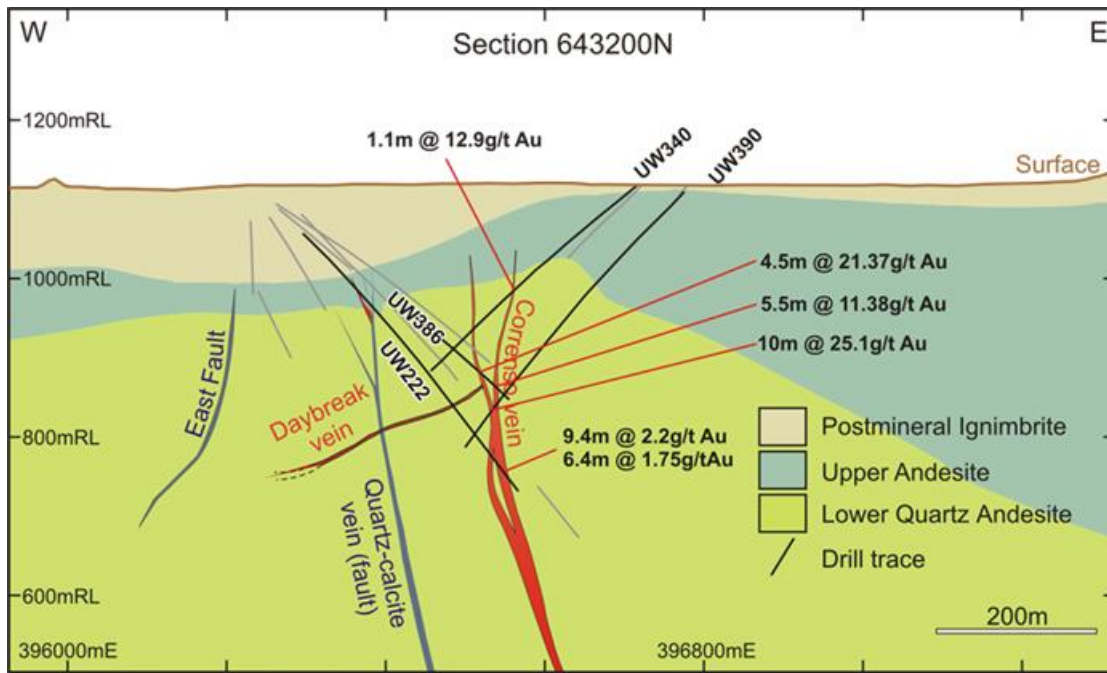 W
E
Section 643200N
1200mRL
1.1m @ 12.9g/t Au
UW340
UW390
Surface
1000mRL
4.5m @ 21.37g/t Au
UW386
Correnso vein
5.5m @ 11.38g/t Au
UW222
10m @ 25.1g/t Au
East Fault
Daybreak
vein
800mRL
9.4m @ 2.2g/t Au
6.4m @ 1.75g/tAu
Postmineral Ignimbrite
Upper Andesite
Lower Quartz Andesite
Drill trace
Quartz-calcite
vein (fault)
600mRL
200m
396000mE
396800mE